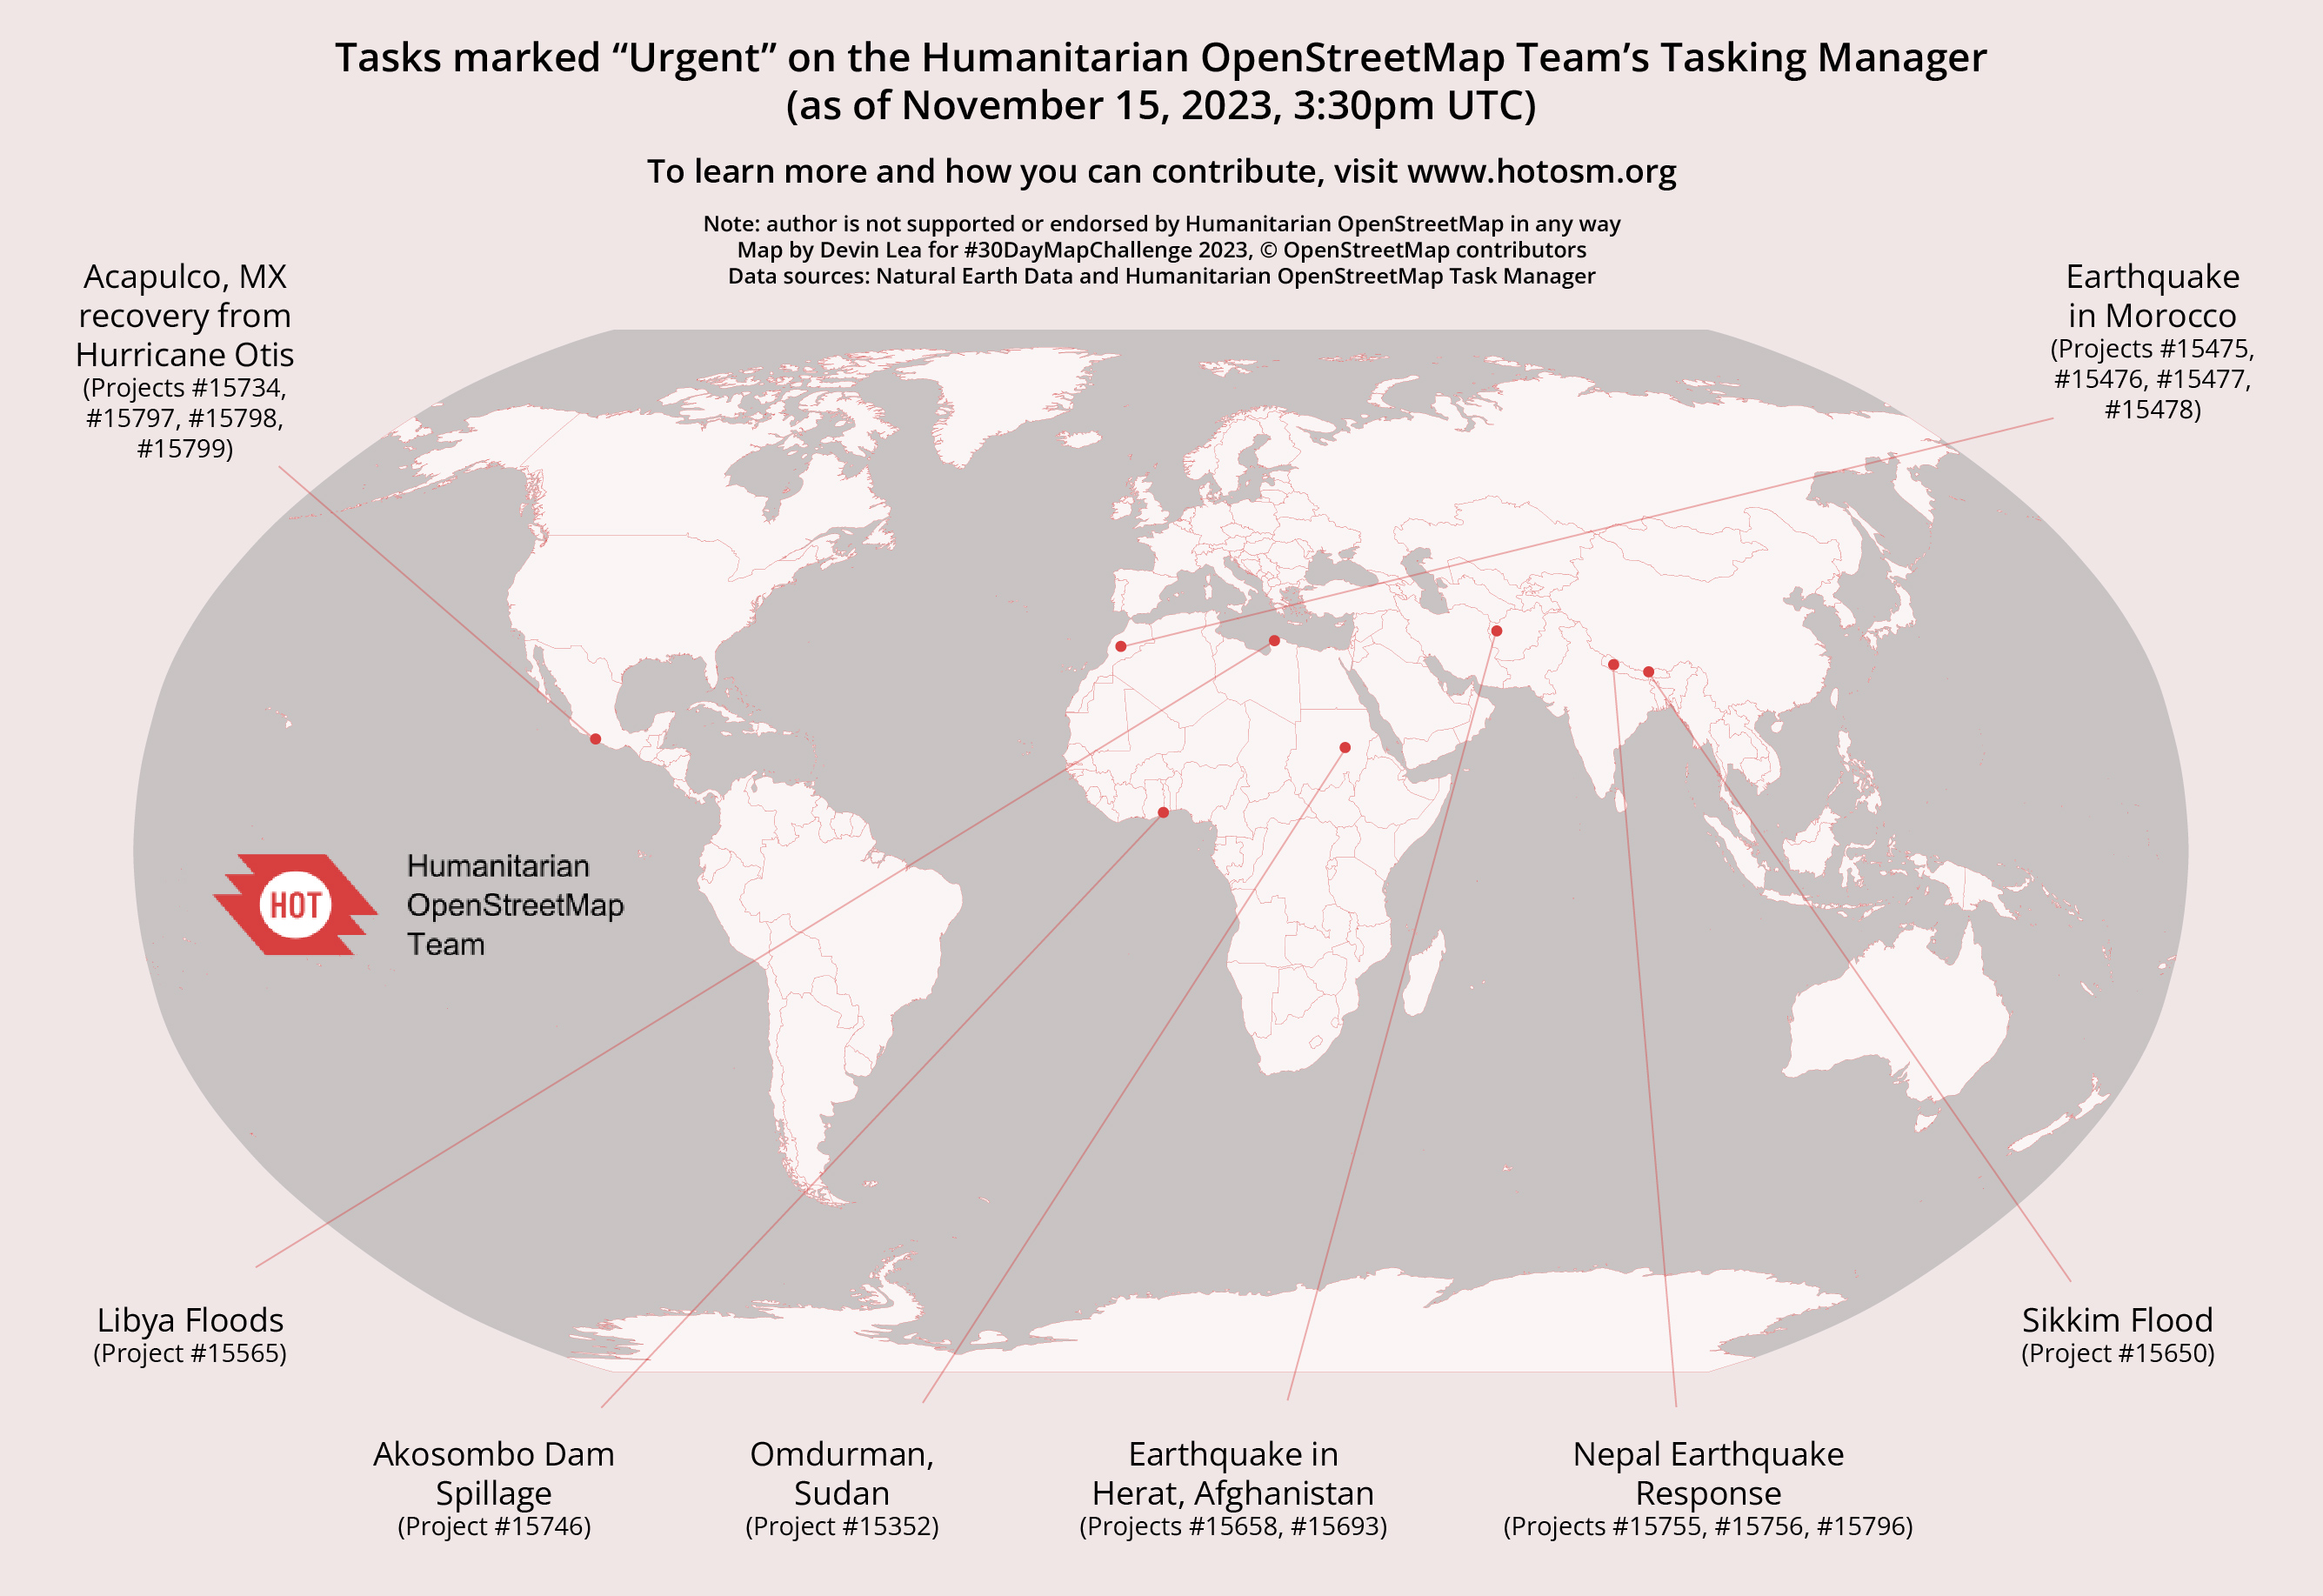 Tasks marked “Urgent” on the Humanitarian OpenStreetMap Team’s Tasking Manager
(as of November 15, 2023, 3:30pm UTC)
To learn more and how you can contribute, visit www.hotosm.org
Note: author is not supported or endorsed by Humanitarian OpenStreetMap in any way
Map by Devin Lea for #30DayMapChallenge 2023, © OpenStreetMap contributors
Data sources: Natural Earth Data and Humanitarian OpenStreetMap Task Manager
Acapulco, MX
recovery from
Hurricane Otis
(Projects #15734,
#15797, #15798,
#15799)
Earthquake
in Morocco
(Projects #15475,
#15476, #15477,
#15478)
HOT
Humanitarian
OpenStreetMap
Team
Libya Floods
(Project #15565)
Sikkim Flood
(Project #15650)
Akosombo Dam
Spillage
(Project #15746)
Omdurman,
Sudan
(Project #15352)
Earthquake in
Herat, Afghanistan
(Projects #15658, #15693)
Nepal Earthquake
Response
(Projects #15755, #15756, #15796)